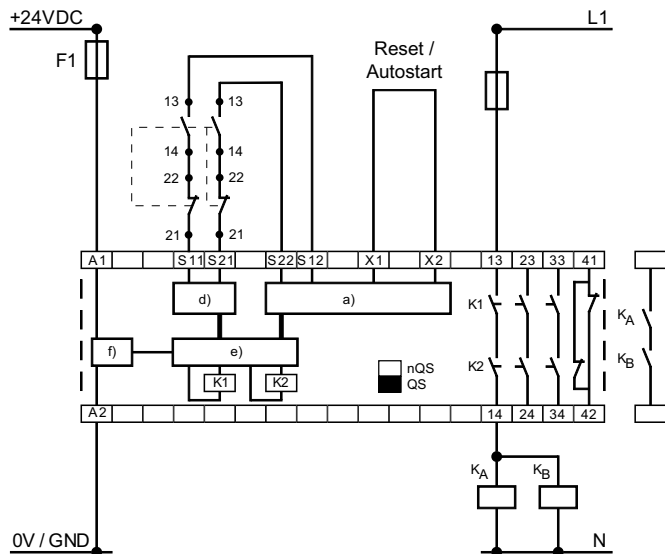 +24VDC
L1
F1
Reset /
Autostart
13
13
14
14
22
22
21
21
A1
S11
S21
S22
S12
X1
X2
13
23
33
41
d)
a)
K1
KA
f)
e)
K2
KB
K1
K2
nQS
QS
A2
14
24
34
42
KA
KB
0V / GND
N